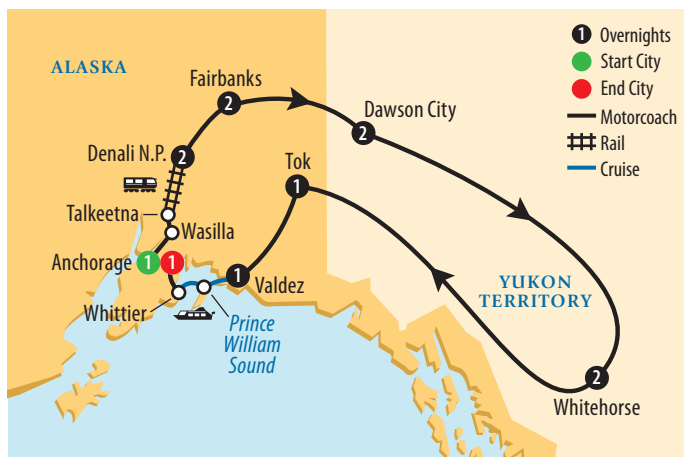 ALASKA
Fairbanks
2
Dawson City
2
Denali N.P.
2
Tok
1
Talkeetna
Wasilla
Anchorage
1
1
1
Valdez
Whittier
Prince
William
Sound
YUKON
TERRITORY
2
Whitehorse
1 Overnights
Start City
End City
Motorcoach
Rail
Cruise